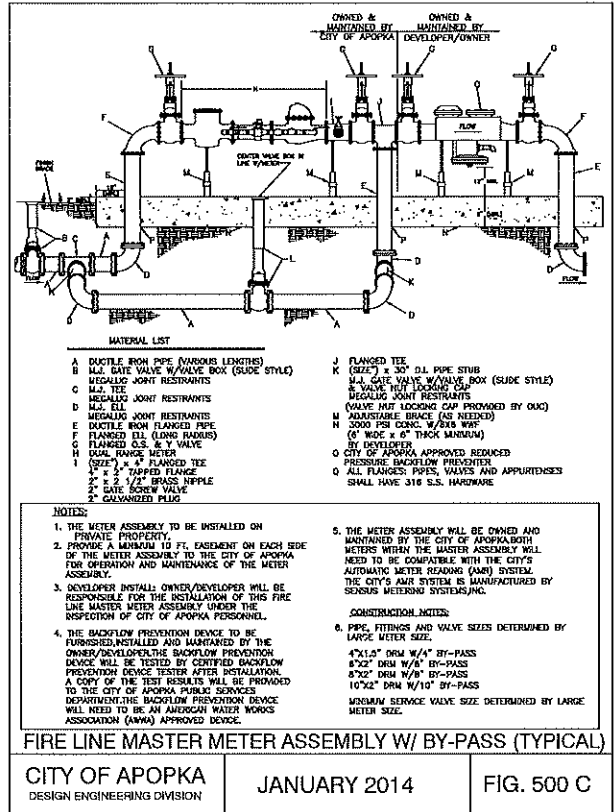 OWNED &
MAINTAINED BY
CITY OF APOPKA
OWNED &
MAINTAINED BY
DEVELOPER/OWNER
G
G
G
G
H
J
O
F
F
FLOW
CENTER VALVE BOX IN
LINE W/METER
FINISH
GRADE
E
M
M
M
E
E
12" MIN.
B
C
A
P
N
P
N
D
L
D
K
D
FLOW
A
K
D
A
A
D
FLOW
MATERIAL LIST
A DUCTILE IRON PIPE (VARIOUS LENGTHS)
B M.J. GATE VALVE W/VALVE BOX (SLIDE STYLE)
MEGALUG JOINT RESTRAINTS
C M.J. TEE
MEGALUG JOINT RESTRAINTS
D M.J. ELL
MEGALUG JOINT RESTRAINTS
E DUCTILE IRON FLANGED PIPE
F FLANGED ELL (LONG RADIUS)
G FLANGED O.S. & Y VALVE
H DUAL RANGE METER
I (SIZE") x 4" FLANGED TEE
4" x 2" TAPPED FLANGE
2" x 2 1/2" BRASS NIPPLE
2" GATE SCREW VALVE
2" GALVANIZED PLUG
J FLANGED TEE
K (SIZE") x 30" D.I. PIPE STUB
M.J. GATE VALVE W/VALVE BOX (SLIDE STYLE)
& VALVE NUT LOCKING CAP
MEGALUG JOINT RESTRAINTS
(VALVE NUT LOCKING CAP PROVIDED BY OUC)
M ADJUSTABLE BRACE (AS NEEDED)
N 3000 PSI CONC. W/6X6 WWF
(6' WIDE x 6" THICK MINIMUM)
BY DEVELOPER
O CITY OF APOPKA APPROVED REDUCED
PRESSURE BACKFLOW PREVENTER
Q ALL FLANGES: PIPES, VALVES AND APPURTENSES
SHALL HAVE 316 S.S. HARDWARE
NOTES:
1. THE METER ASSEMBLY TO BE INSTALLED ON
PRIVATE PROPERTY.
2. PROVIDE A MINIMUM 10 FT. EASEMENT ON EACH SIDE
OF THE METER ASSEMBLY TO THE CITY OF APOPKA
FOR OPERATION AND MAINTENANCE OF THE METER
ASSEMBLY.
3. DEVELOPER INSTALL: OWNER/DEVELOPER WILL BE
RESPONSIBLE FOR THE INSTALLATION OF THIS FIRE
LINE MASTER METER ASSEMBLY UNDER THE
INSPECTION OF CITY OF APOPKA PERSONNEL.
4. THE BACKFLOW PREVENTION DEVICE TO BE
FURNISHED,INSTALLED AND MAINTAINED BY THE
OWNER/DEVELOPER.THE BACKFLOW PREVENTION
DEVICE WILL BE TESTED BY CERTIFIED BACKFLOW
PREVENTION DEVICE TESTER AFTER INSTALLATION.
A COPY OF THE TEST RESULTS WILL BE PROVIDED
TO THE CITY OF APOPKA PUBLIC SERVICES
DEPARTMENT.THE BACKFLOW PREVENTION DEVICE
WILL NEED TO BE AN AMERICAN WATER WORKS
ASSOCIATION (AWWA) APPROVED DEVICE.
5. THE METER ASSEMBLY WILL BE OWNED AND
MAINTAINED BY THE CITY OF APOPKA.BOTH
METERS WITHIN THE MASTER ASSEMBLY WILL
NEED TO BE COMPATIBLE WITH THE CITY'S
AUTOMATIC METER READING (AMR) SYSTEM.
THE CITY'S AMR SYSTEM IS MANUFACTURED BY
SENSUS METERING SYSTEMS,INC.
CONSTRUCTION NOTES:
6. PIPE, FITTINGS AND VALVE SIZES DETERMINED BY
LARGE METER SIZE.
4"X1.5" DRM W/4" BY-PASS
6"X2" DRM W/6" BY-PASS
8"X2" DRM W/8" BY-PASS
10"X2" DRM W/10" BY-PASS
MINIMUM SERVICE VALVE SIZE DETERMINED BY LARGE
METER SIZE.
FIRE LINE MASTER METER ASSEMBLY W/ BY-PASS (TYPICAL)
CITY OF APOPKA
DESIGN ENGINEERING DIVISION
JANUARY 2014
FIG. 500 C